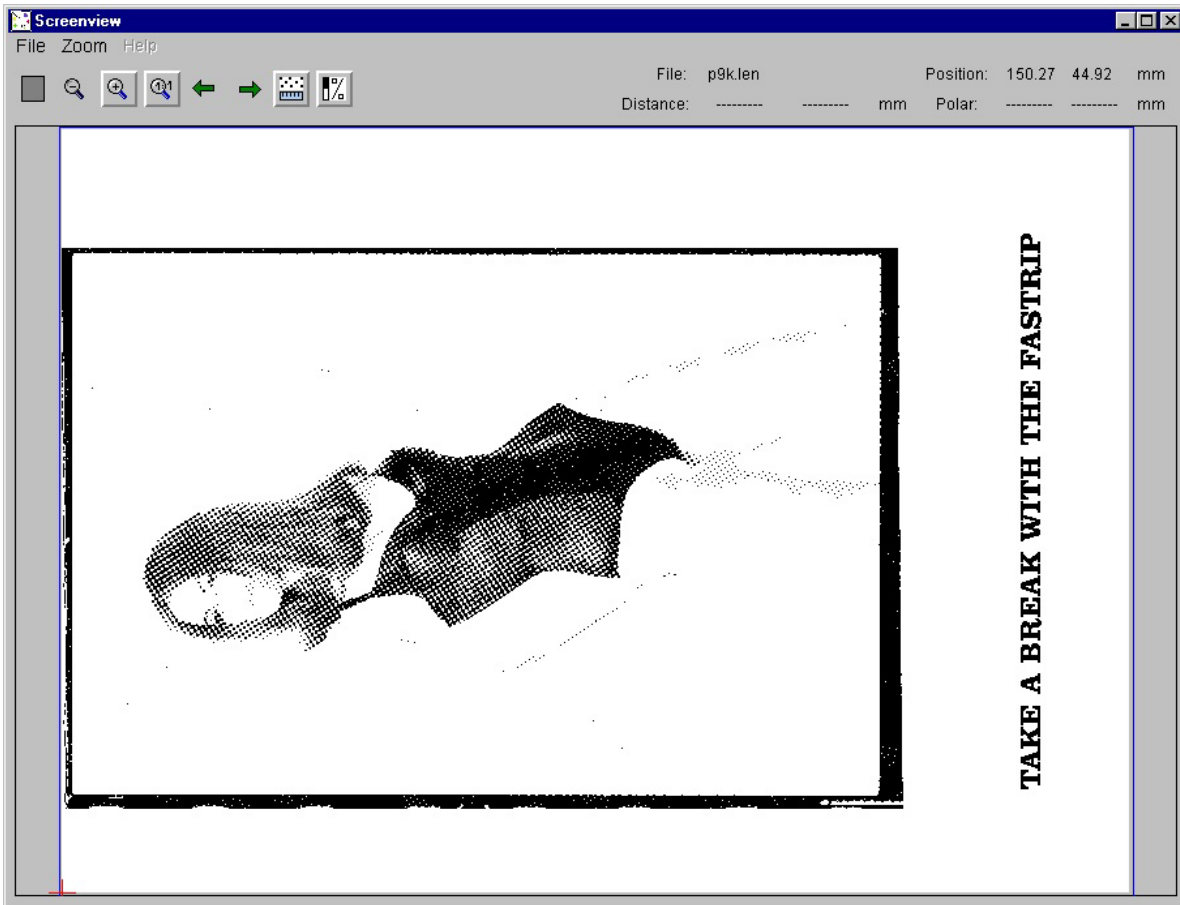 Screenview
File Zoom Help
File: p9k.len Position: 150.27 44.92 mm
Distance: --------- --------- mm Polar: --------- --------- mm
TAKE A BREAK WITH THE FASTRIP